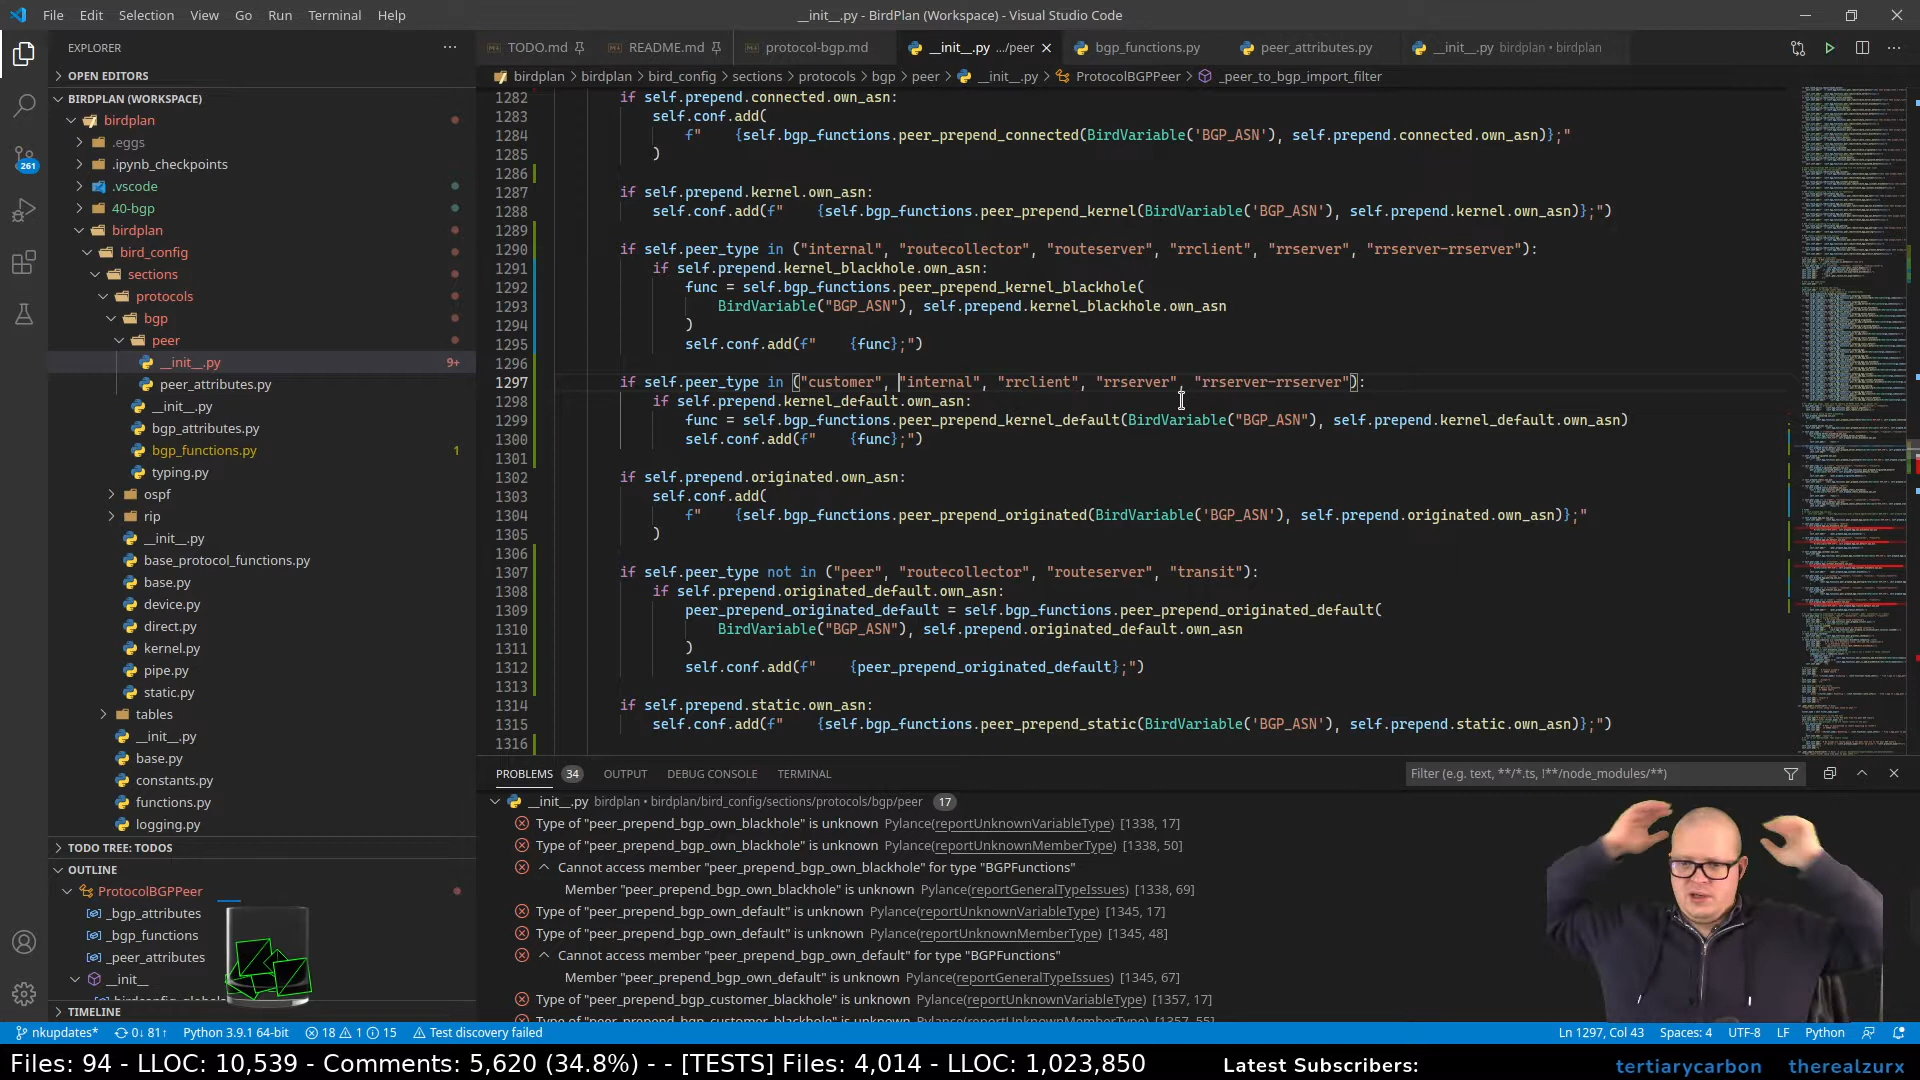 File Edit Selection View Go Run Terminal Help
__init__.py - BirdPlan (Workspace) - Visual Studio Code
EXPLORER
OPEN EDITORS
BIRDPLAN (WORKSPACE)
birdplan
.eggs
.ipynb_checkpoints
.vscode
40-bgp
birdplan
bird_config
sections
protocols
bgp
peer
__init__.py 9+
peer_attributes.py
__init__.py
bgp_attributes.py
bgp_functions.py 1
typing.py
ospf
rip
__init__.py
base_protocol_functions.py
base.py
device.py
direct.py
kernel.py
pipe.py
static.py
tables
__init__.py
base.py
constants.py
functions.py
logging.py
TODO TREE: TODOS
OUTLINE
ProtocolBGPPeer
_bgp_attributes
_bgp_functions
_peer_attributes
__init__
TIMELINE
261
TODO.md README.md protocol-bgp.md __init__.py .../peer bgp_functions.py peer_attributes.py __init__.py birdplan • birdplan
birdplan > birdplan > bird_config > sections > protocols > bgp > peer > __init__.py > ProtocolBGPPeer > _peer_to_bgp_import_filter
1282 if self.prepend.connected.own_asn:
1283 self.conf.add(
1284 f"    {self.bgp_functions.peer_prepend_connected(BirdVariable('BGP_ASN'), self.prepend.connected.own_asn)};"
1285 )
1286
1287 if self.prepend.kernel.own_asn:
1288 self.conf.add(f"    {self.bgp_functions.peer_prepend_kernel(BirdVariable('BGP_ASN'), self.prepend.kernel.own_asn)};")
1289
1290 if self.peer_type in ("internal", "routecollector", "routeserver", "rrclient", "rrserver", "rrserver-rrserver"):
1291 if self.prepend.kernel_blackhole.own_asn:
1292 func = self.bgp_functions.peer_prepend_kernel_blackhole(
1293 BirdVariable("BGP_ASN"), self.prepend.kernel_blackhole.own_asn
1294 )
1295 self.conf.add(f"    {func};")
1296
1297 if self.peer_type in ("customer", "internal", "rrclient", "rrserver", "rrserver-rrserver"):
1298 if self.prepend.kernel_default.own_asn:
1299 func = self.bgp_functions.peer_prepend_kernel_default(BirdVariable("BGP_ASN"), self.prepend.kernel_default.own_asn)
1300 self.conf.add(f"    {func};")
1301
1302 if self.prepend.originated.own_asn:
1303 self.conf.add(
1304 f"    {self.bgp_functions.peer_prepend_originated(BirdVariable('BGP_ASN'), self.prepend.originated.own_asn)};"
1305 )
1306
1307 if self.peer_type not in ("peer", "routecollector", "routeserver", "transit"):
1308 if self.prepend.originated_default.own_asn:
1309 peer_prepend_originated_default = self.bgp_functions.peer_prepend_originated_default(
1310 BirdVariable("BGP_ASN"), self.prepend.originated_default.own_asn
1311 )
1312 self.conf.add(f"    {peer_prepend_originated_default};")
1313
1314 if self.prepend.static.own_asn:
1315 self.conf.add(f"    {self.bgp_functions.peer_prepend_static(BirdVariable('BGP_ASN'), self.prepend.static.own_asn)};")
1316
PROBLEMS 34 OUTPUT DEBUG CONSOLE TERMINAL Filter (e.g. text, **/*.ts, !**/node_modules/**)
__init__.py birdplan • birdplan/bird_config/sections/protocols/bgp/peer 17
Type of "peer_prepend_bgp_own_blackhole" is unknown Pylance(reportUnknownVariableType) [1338, 17]
Type of "peer_prepend_bgp_own_blackhole" is unknown Pylance(reportUnknownMemberType) [1338, 50]
Cannot access member "peer_prepend_bgp_own_blackhole" for type "BGPFunctions"
Member "peer_prepend_bgp_own_blackhole" is unknown Pylance(reportGeneralTypeIssues) [1338, 69]
Type of "peer_prepend_bgp_own_default" is unknown Pylance(reportUnknownVariableType) [1345, 17]
Type of "peer_prepend_bgp_own_default" is unknown Pylance(reportUnknownMemberType) [1345, 48]
Cannot access member "peer_prepend_bgp_own_default" for type "BGPFunctions"
Member "peer_prepend_bgp_own_default" is unknown Pylance(reportGeneralTypeIssues) [1345, 67]
Type of "peer_prepend_bgp_customer_blackhole" is unknown Pylance(reportUnknownVariableType) [1357, 17]
nkupdates* 0↓ 81↑ Python 3.9.1 64-bit 18 1 15 Test discovery failed Ln 1297, Col 43 Spaces: 4 UTF-8 LF Python
Files: 94 - LLOC: 10,539 - Comments: 5,620 (34.8%) - - [TESTS] Files: 4,014 - LLOC: 1,023,850 Latest Subscribers: tertiarycarbon therealzurx